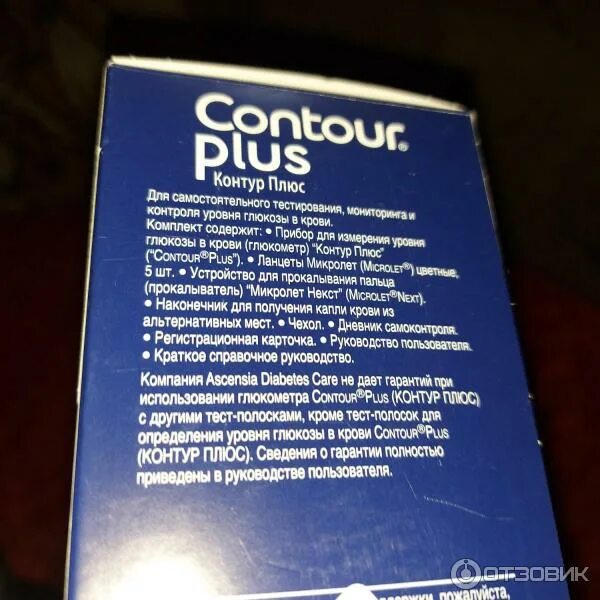 Contour®
plus
Контур Плюс
Для самостоятельного тестирования, мониторинга и
контроля уровня глюкозы в крови.
Комплект содержит: • Прибор для измерения уровня
глюкозы в крови (глюкометр) “Контур Плюс”
(“CONTOUR®PLUS”). • Ланцеты Микролет (MICROLET®) цветные,
5 шт. • Устройство для прокалывания пальца
(прокалыватель) “Микролет Некст” (MICROLET®NEXT).
• Наконечник для получения капли крови из
альтернативных мест. • Чехол. • Дневник самоконтроля.
• Регистрационная карточка. • Руководство пользователя.
• Краткое справочное руководство.
Компания Ascensia Diabetes Care не дает гарантий при
использовании глюкометра CONTOUR®PLUS (КОНТУР ПЛЮС)
с другими тест-полосками, кроме тест-полосок для
определения уровня глюкозы в крови CONTOUR®PLUS
(КОНТУР ПЛЮС). Сведения о гарантии полностью
приведены в руководстве пользователя.
пожалуйста,
ОТЗОВИК